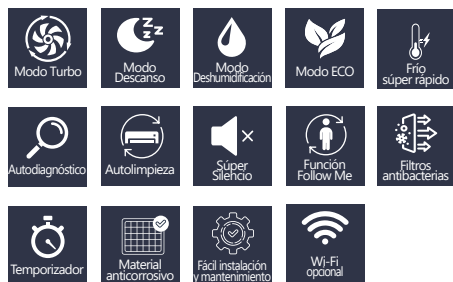 Modo Turbo
Modo
Descanso
Modo
Deshumidificación
Modo ECO
Frío
súper rápido
Autodiagnóstico
Autolimpieza
Súper
Silencio
Función
Follow Me
Filtros
antibacterias
Temporizador
Material
anticorrosivo
Fácil instalación
y mantenimiento
Wi-Fi
opcional